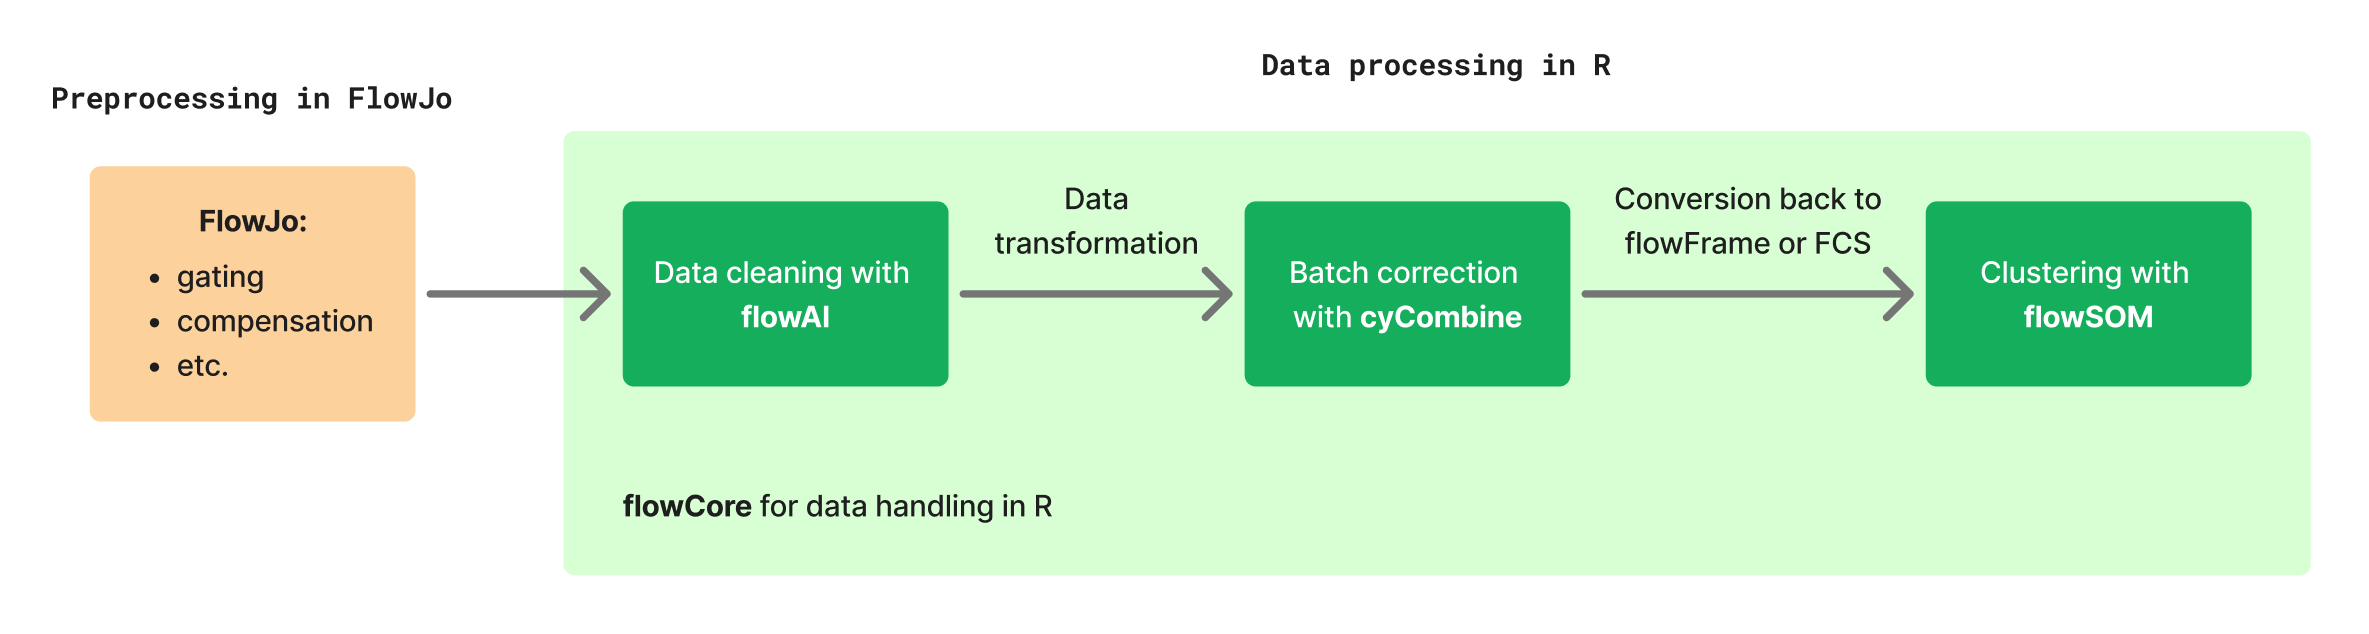 Preprocessing in FlowJo
FlowJo:
• gating
• compensation
• etc.
Data processing in R
Data cleaning with
flowAI
Data
transformation
Batch correction
with cyCombine
Conversion back to
flowFrame or FCS
Clustering with
flowSOM
flowCore for data handling in R